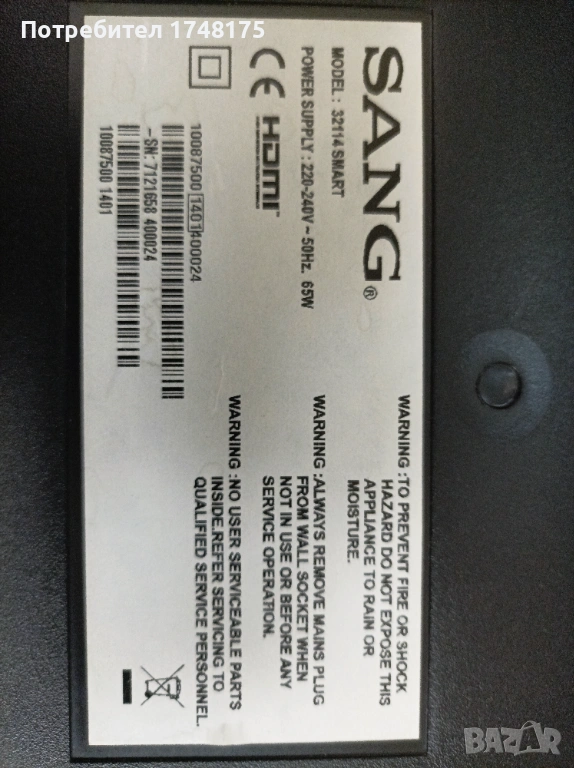 Потребител 1748175
SANG®
MODEL : 32114 SMART
POWER SUPPLY : 220-240V ~ 50Hz. 65W
CE HDMI
10087500 1401400024
-SN: 7121658 400024
10087500 1401
WARNING :TO PREVENT FIRE OR SHOCK
HAZARD DO NOT EXPOSE THIS
APPLIANCE TO RAIN OR
MOISTURE.
WARNING :ALWAYS REMOVE MAINS PLUG
FROM WALL SOCKET WHEN
NOT IN USE OR BEFORE ANY
SERVICE OPERATION.
WARNING :NO USER SERVICEABLE PARTS
INSIDE.REFER SERVICING TO
QUALIFIED SERVICE PERSONNEL.
BAZAR